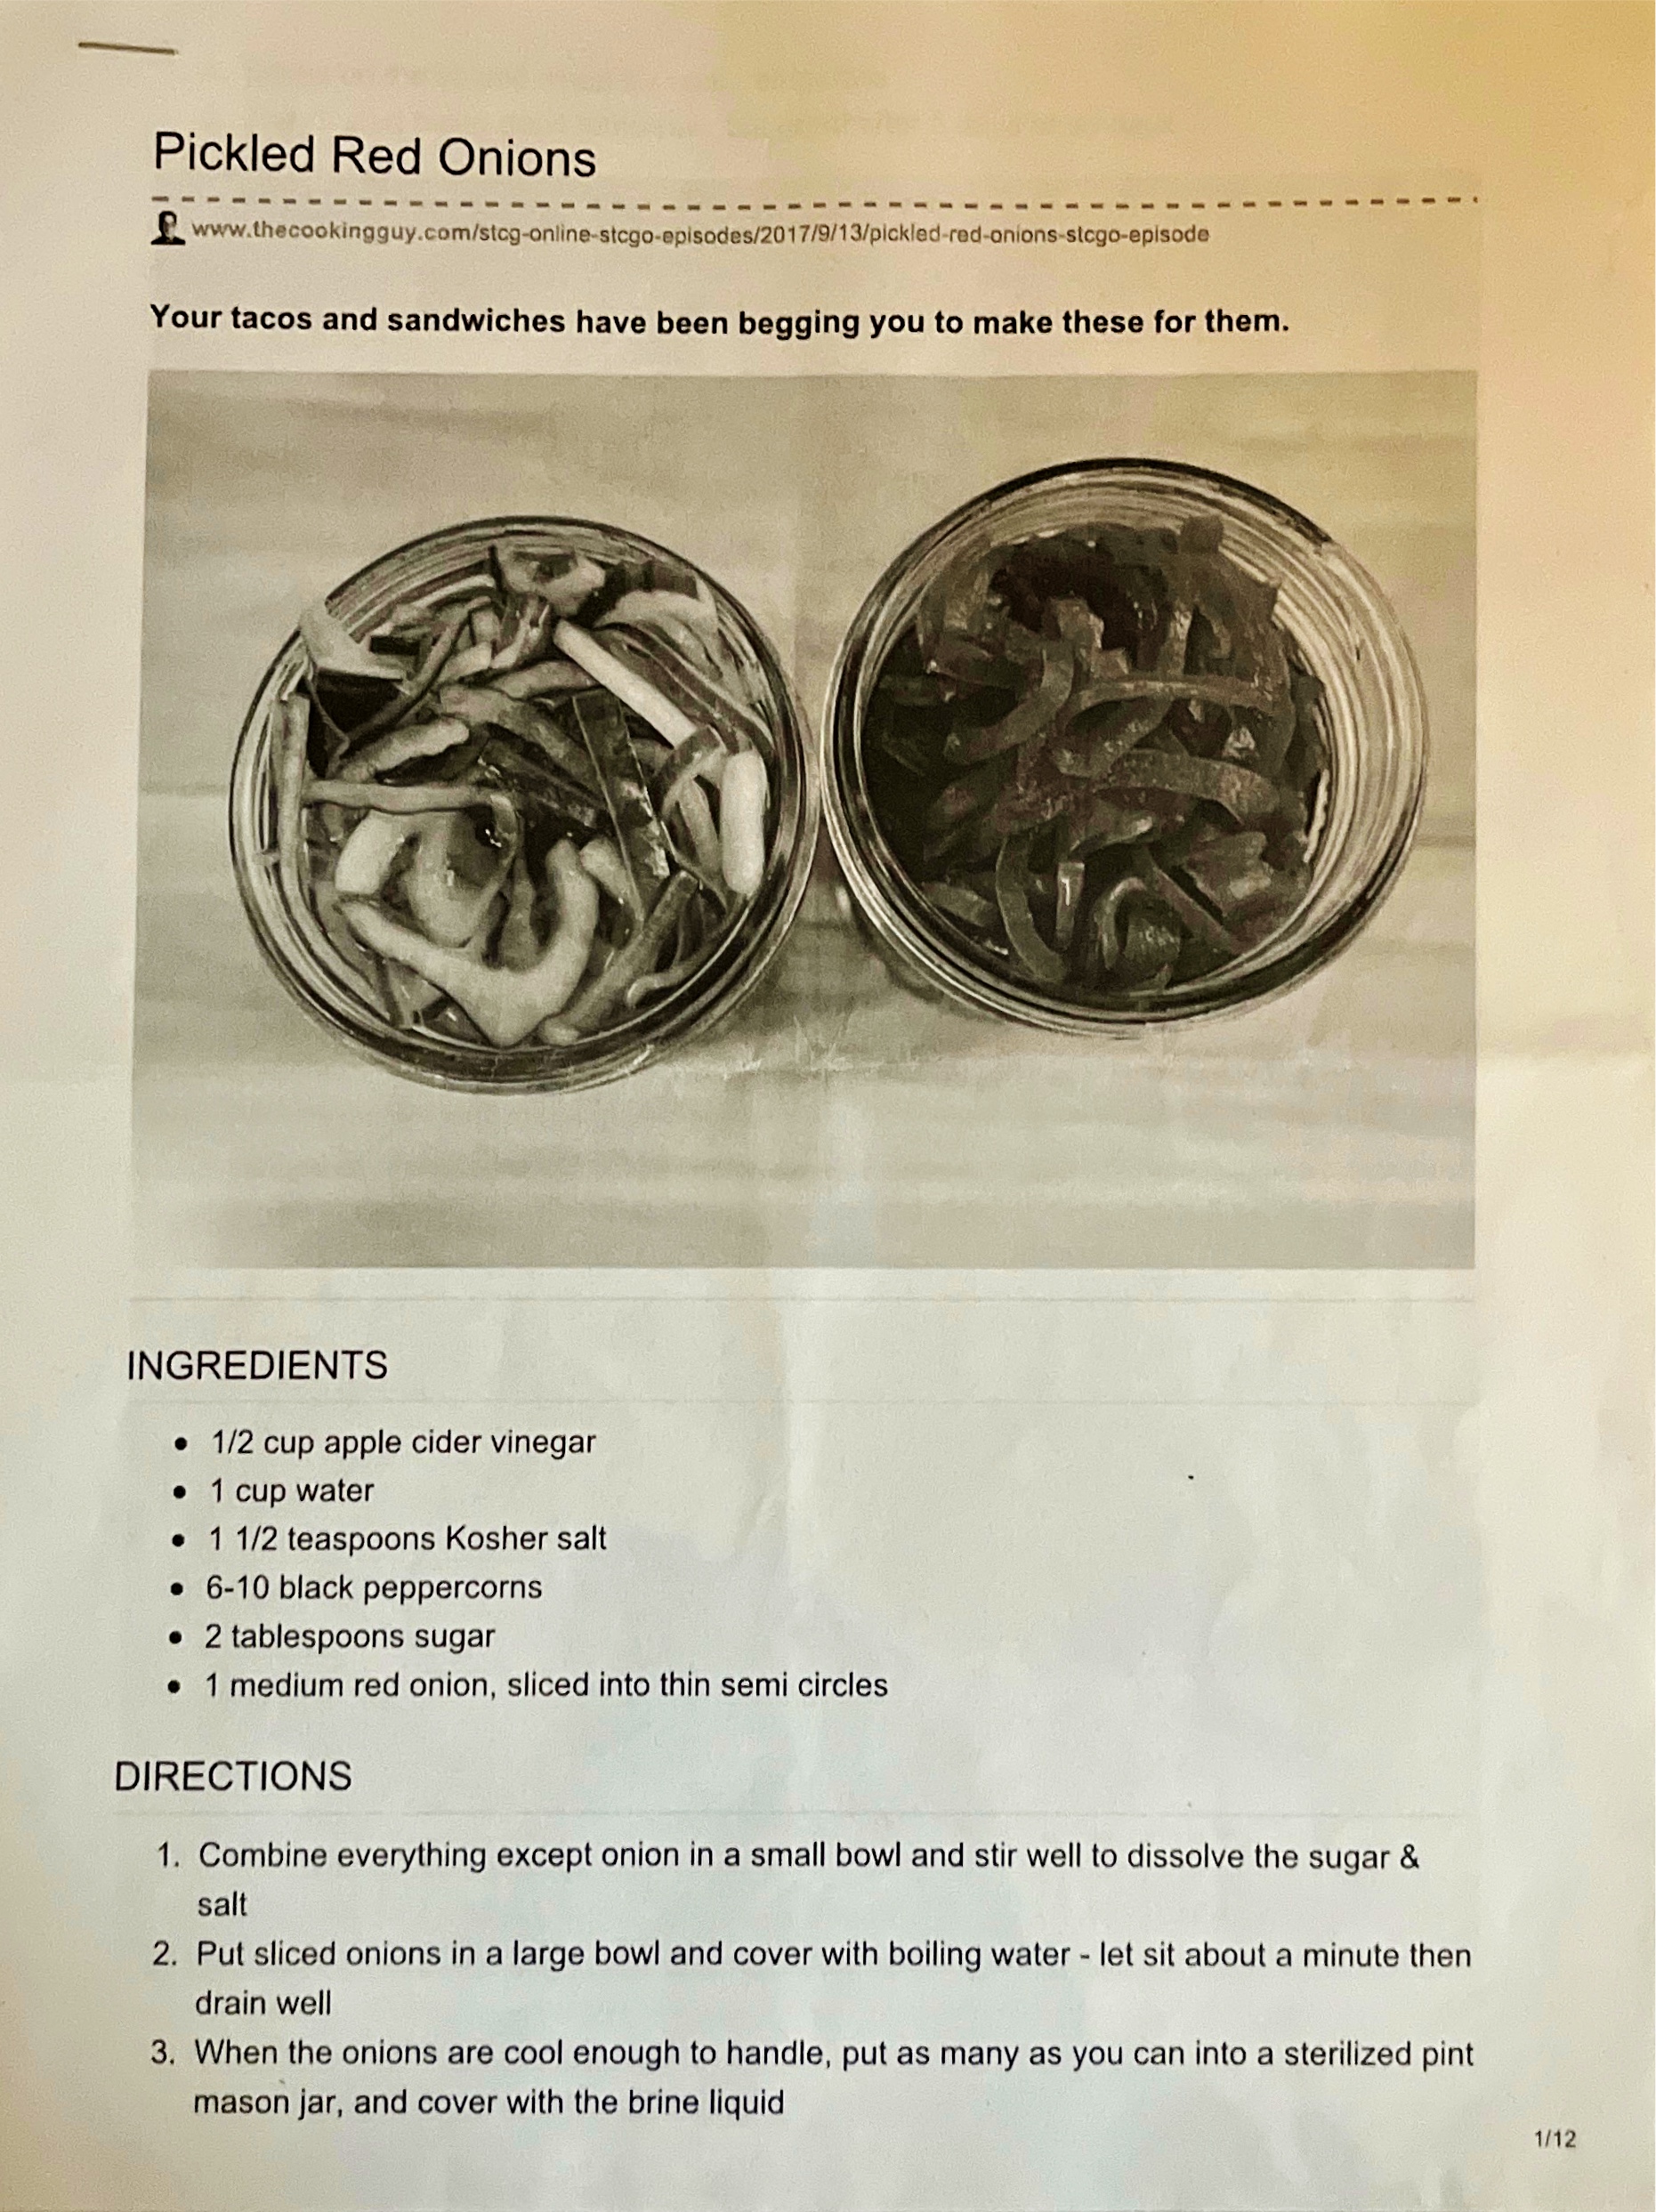 Pickled Red Onions
www.thecookingguy.com/stcg-online-stcgo-episodes/2017/9/13/pickled-red-onions-stcgo-episode
Your tacos and sandwiches have been begging you to make these for them.
INGREDIENTS
• 1/2 cup apple cider vinegar
• 1 cup water
• 1 1/2 teaspoons Kosher salt
• 6-10 black peppercorns
• 2 tablespoons sugar
• 1 medium red onion, sliced into thin semi circles
DIRECTIONS
1. Combine everything except onion in a small bowl and stir well to dissolve the sugar &
salt
2. Put sliced onions in a large bowl and cover with boiling water - let sit about a minute then
drain well
3. When the onions are cool enough to handle, put as many as you can into a sterilized pint
mason jar, and cover with the brine liquid
1/12